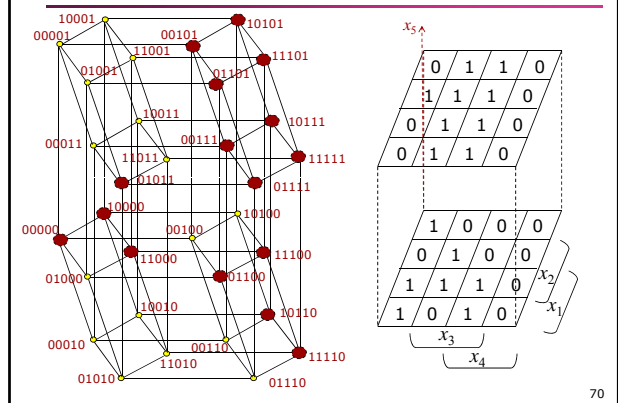 10001
10101
x₅
00001
00101
11001
11101
0 1 1 0
01001
01101
1 1 1 0
10011
10111
0 1 1 0
00011
00111
0 1 1 0
11011
11111
01011
01111
10000
10100
00000
00100
1 0 0 0
11000
11100
0 1 0 0
01000
01100
x₂
1 1 1 0
x₁
10010
10110
1 0 1 0
00010
00110
x₃
11010
11110
x₄
01010
01110
70